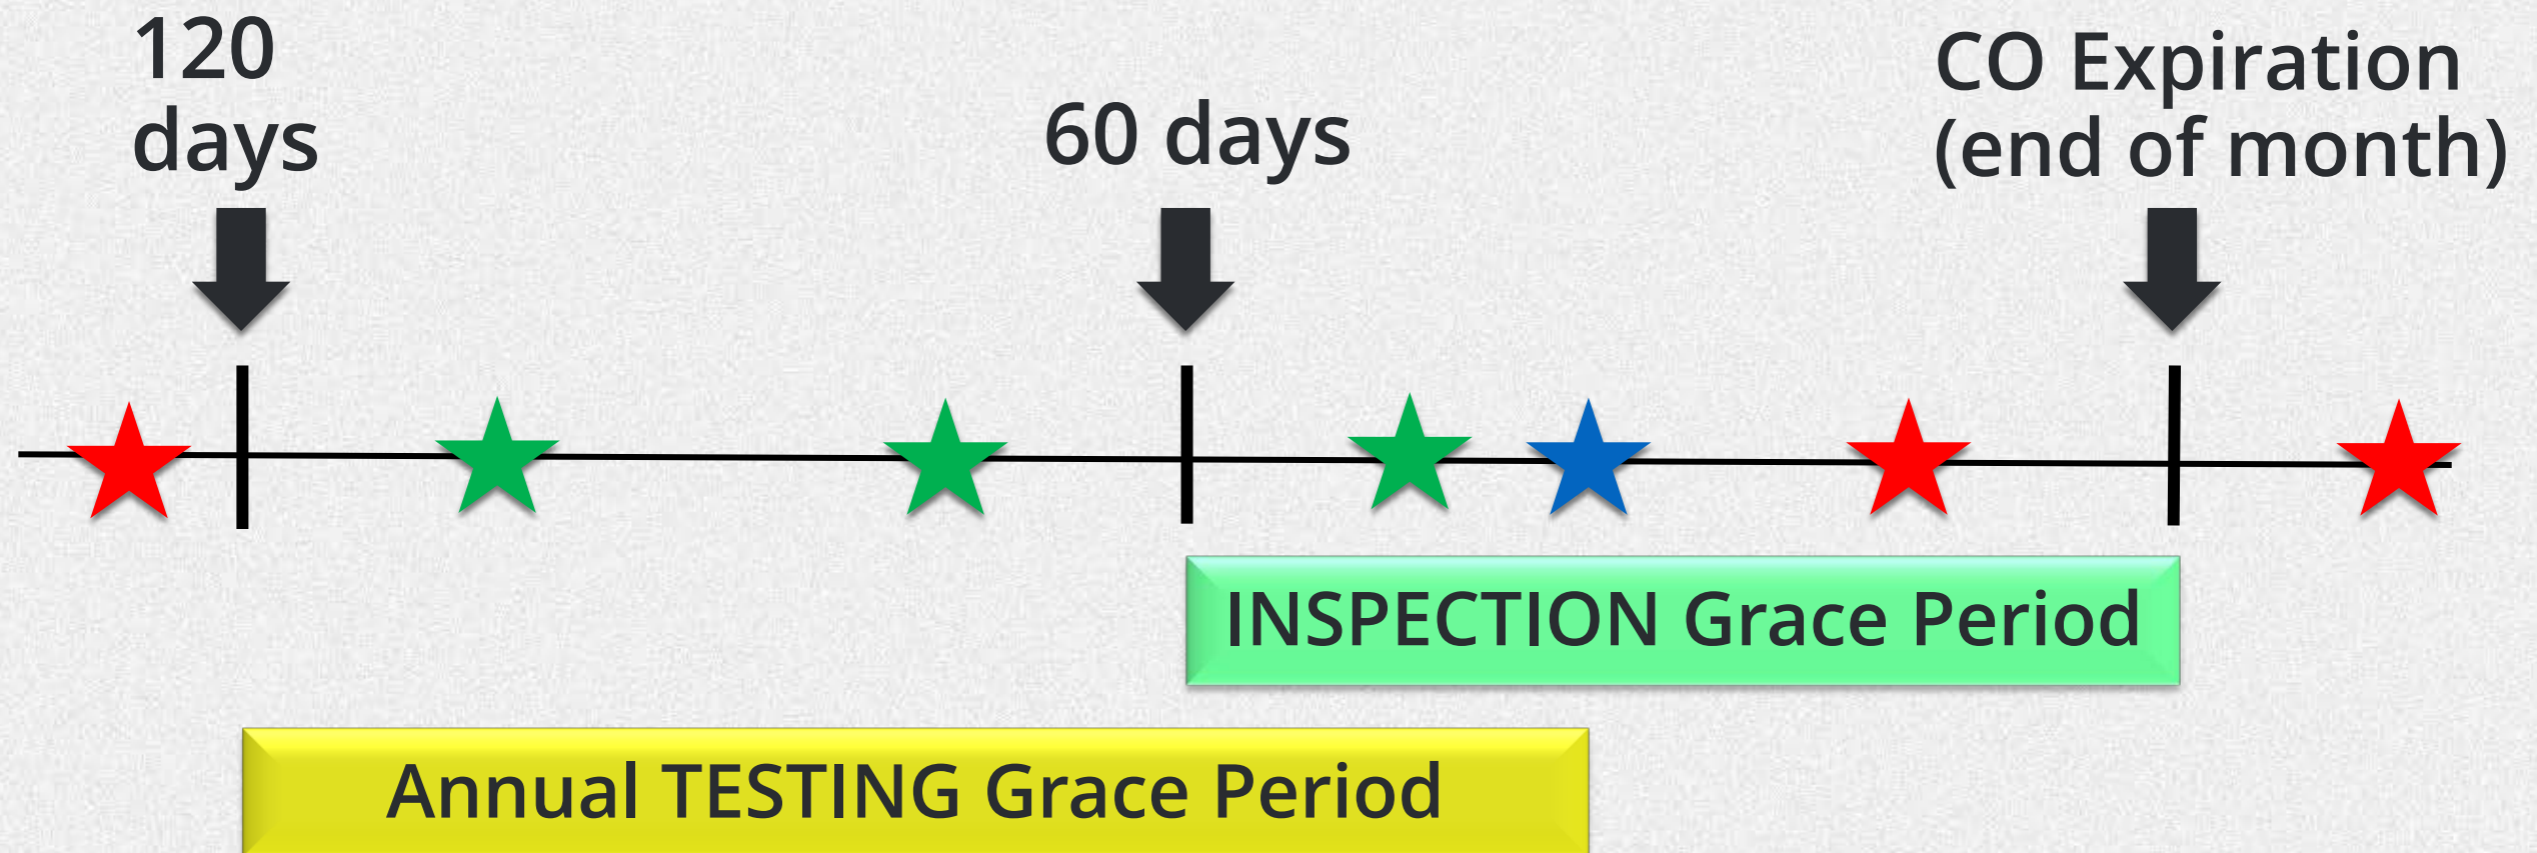 120
days
60 days
CO Expiration
(end of month)
INSPECTION Grace Period
Annual TESTING Grace Period